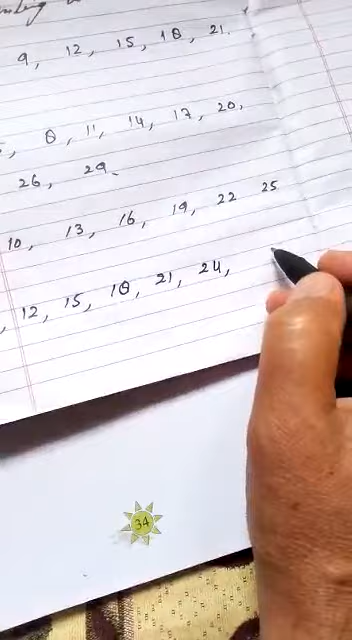 9, 12, 15, 18, 21.
8, 11, 14, 17, 20,
26, 29.
10, 13, 16, 19, 22 25
, 12, 15, 18, 21, 24,
34